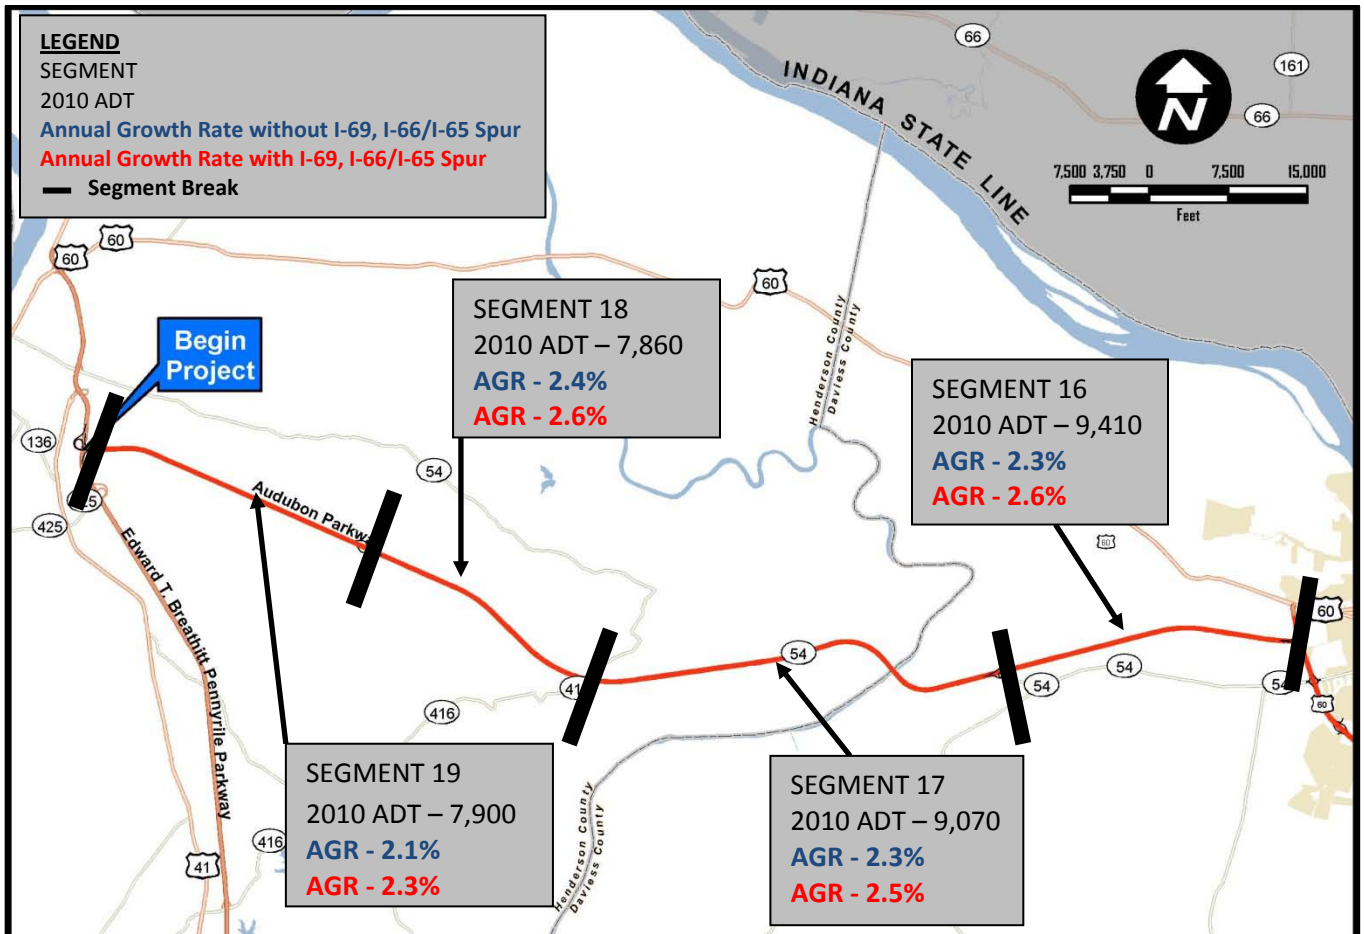 LEGEND
SEGMENT
2010 ADT
Annual Growth Rate without I-69, I-66/I-65 Spur
Annual Growth Rate with I-69, I-66/I-65 Spur
Segment Break
66
161
66
N
INDIANA STATE LINE
7,500 3,750 0 7,500 15,000
Feet
60
60
60
Begin
Project
SEGMENT 18
2010 ADT – 7,860
AGR - 2.4%
AGR - 2.6%
Henderson County
Daviess County
SEGMENT 16
2010 ADT – 9,410
AGR - 2.3%
AGR - 2.6%
136
54
425
Audubon
Edward T. Breathitt Pennyrile Parkway
60
60
54
54
54
54
60
416
416
41
SEGMENT 19
2010 ADT – 7,900
AGR - 2.1%
AGR - 2.3%
Henderson County
Daviess County
SEGMENT 17
2010 ADT – 9,070
AGR - 2.3%
AGR - 2.5%